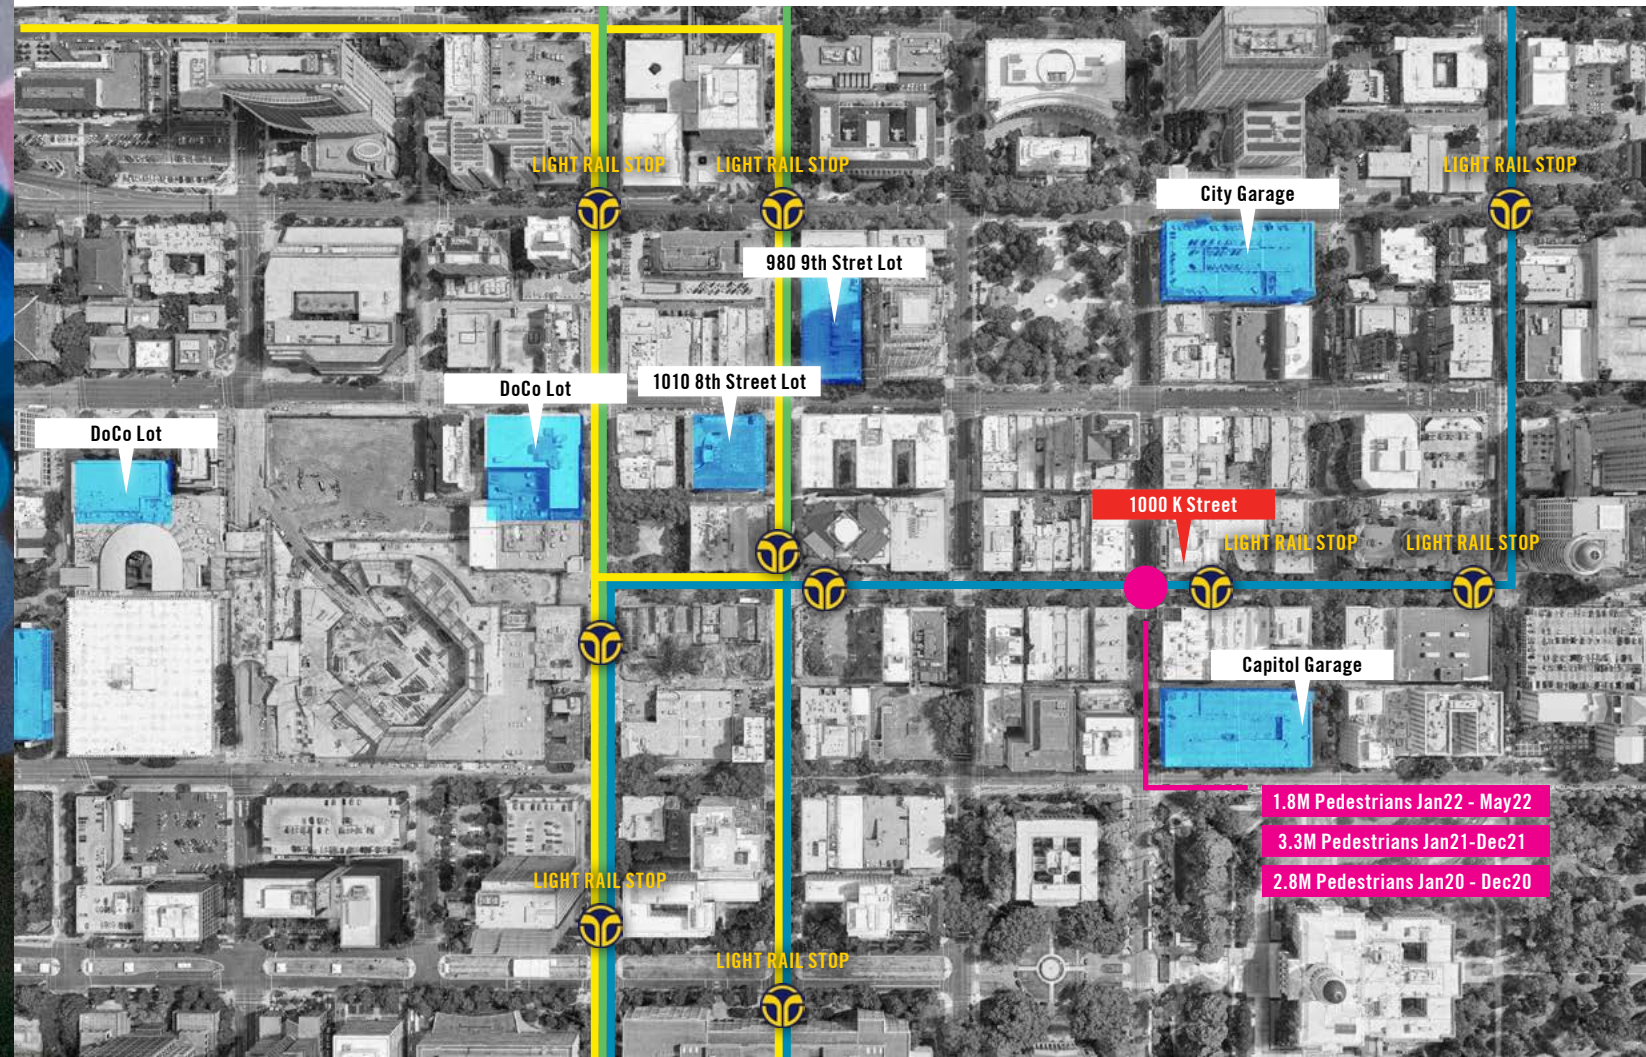 LIGHT RAIL STOP
LIGHT RAIL STOP
LIGHT RAIL STOP
City Garage
980 9th Stret Lot
1010 8th Street Lot
DoCo Lot
DoCo Lot
1000 K Street
LIGHT RAIL STOP
LIGHT RAIL STOP
Capitol Garage
1.8M Pedestrians Jan22 - May22
3.3M Pedestrians Jan21-Dec21
2.8M Pedestrians Jan20 - Dec20
LIGHT RAIL STOP
LIGHT RAIL STOP